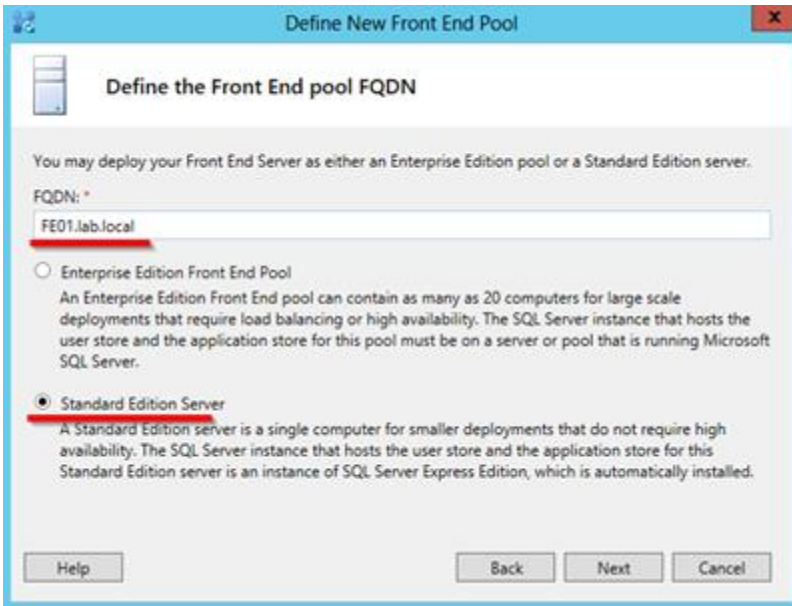 Define New Front End Pool
x
Define the Front End pool FQDN
You may deploy your Front End Server as either an Enterprise Edition pool or a Standard Edition server.
FQDN: *
FE01.lab.local
Enterprise Edition Front End Pool
An Enterprise Edition Front End pool can contain as many as 20 computers for large scale
deployments that require load balancing or high availability. The SQL Server instance that hosts the
user store and the application store for this pool must be on a server or pool that is running Microsoft
SQL Server.
Standard Edition Server
A Standard Edition server is a single computer for smaller deployments that do not require high
availability. The SQL Server instance that hosts the user store and the application store for this
Standard Edition server is an instance of SQL Server Express Edition, which is automatically installed.
Help
Back
Next
Cancel